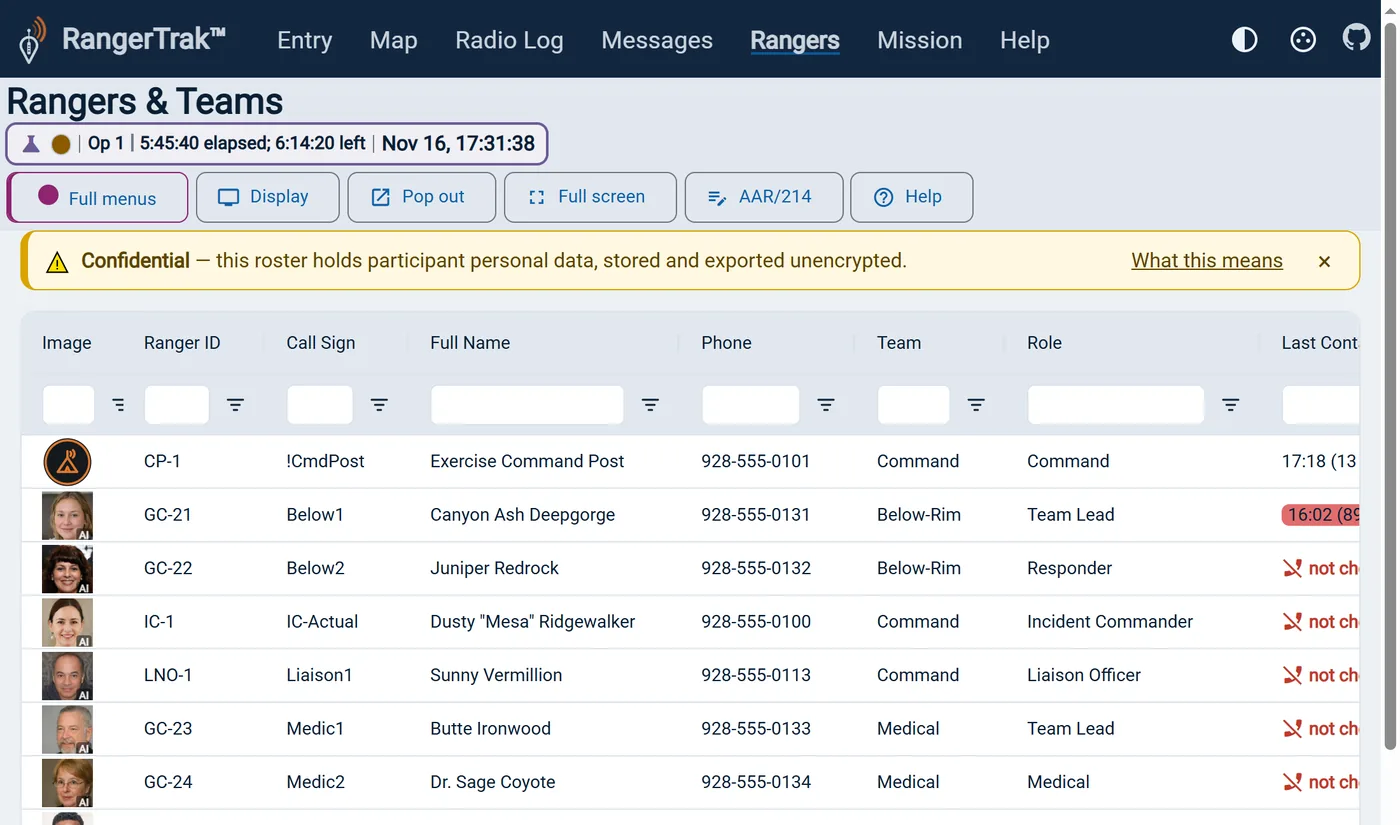 RangerTrak™ Entry Map Radio Log Messages Rangers Mission Help
Rangers & Teams
Op 1 | 5:45:40 elapsed; 6:14:20 left | Nov 16, 17:31:38
Full menus Display Pop out Full screen AAR/214 Help
Confidential — this roster holds participant personal data, stored and exported unencrypted. What this means ×
Image Ranger ID Call Sign Full Name Phone Team Role Last Cont
CP-1 !CmdPost Exercise Command Post 928-555-0101 Command Command 17:18 (13
AI GC-21 Below1 Canyon Ash Deepgorge 928-555-0131 Below-Rim Team Lead 16:02 (89
AI GC-22 Below2 Juniper Redrock 928-555-0132 Below-Rim Responder not ch
AI IC-1 IC-Actual Dusty "Mesa" Ridgewalker 928-555-0100 Command Incident Commander not ch
AI LNO-1 Liaison1 Sunny Vermillion 928-555-0113 Command Liaison Officer not ch
AI GC-23 Medic1 Butte Ironwood 928-555-0133 Medical Team Lead not ch
AI GC-24 Medic2 Dr. Sage Coyote 928-555-0134 Medical Medical not ch